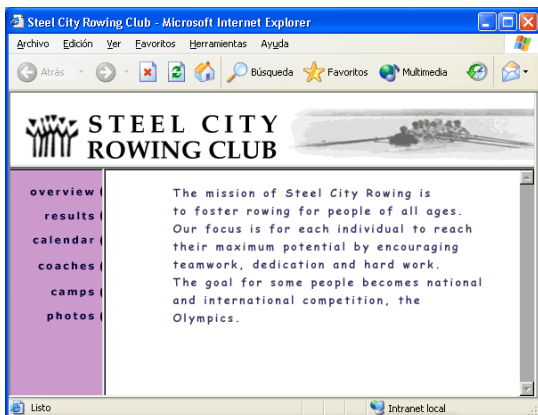 Steel City Rowing Club - Microsoft Internet Explorer
Archivo Edición Ver Favoritos Herramientas Ayuda
Atrás Búsqueda Favoritos Multimedia
STEEL CITY
ROWING CLUB
overview
results
calendar
coaches
camps
photos
The mission of Steel City Rowing is
to foster rowing for people of all ages.
Our focus is for each individual to reach
their maximum potential by encouraging
teamwork, dedication and hard work.
The goal for some people becomes national
and international competition, the
Olympics.
Listo Intranet local